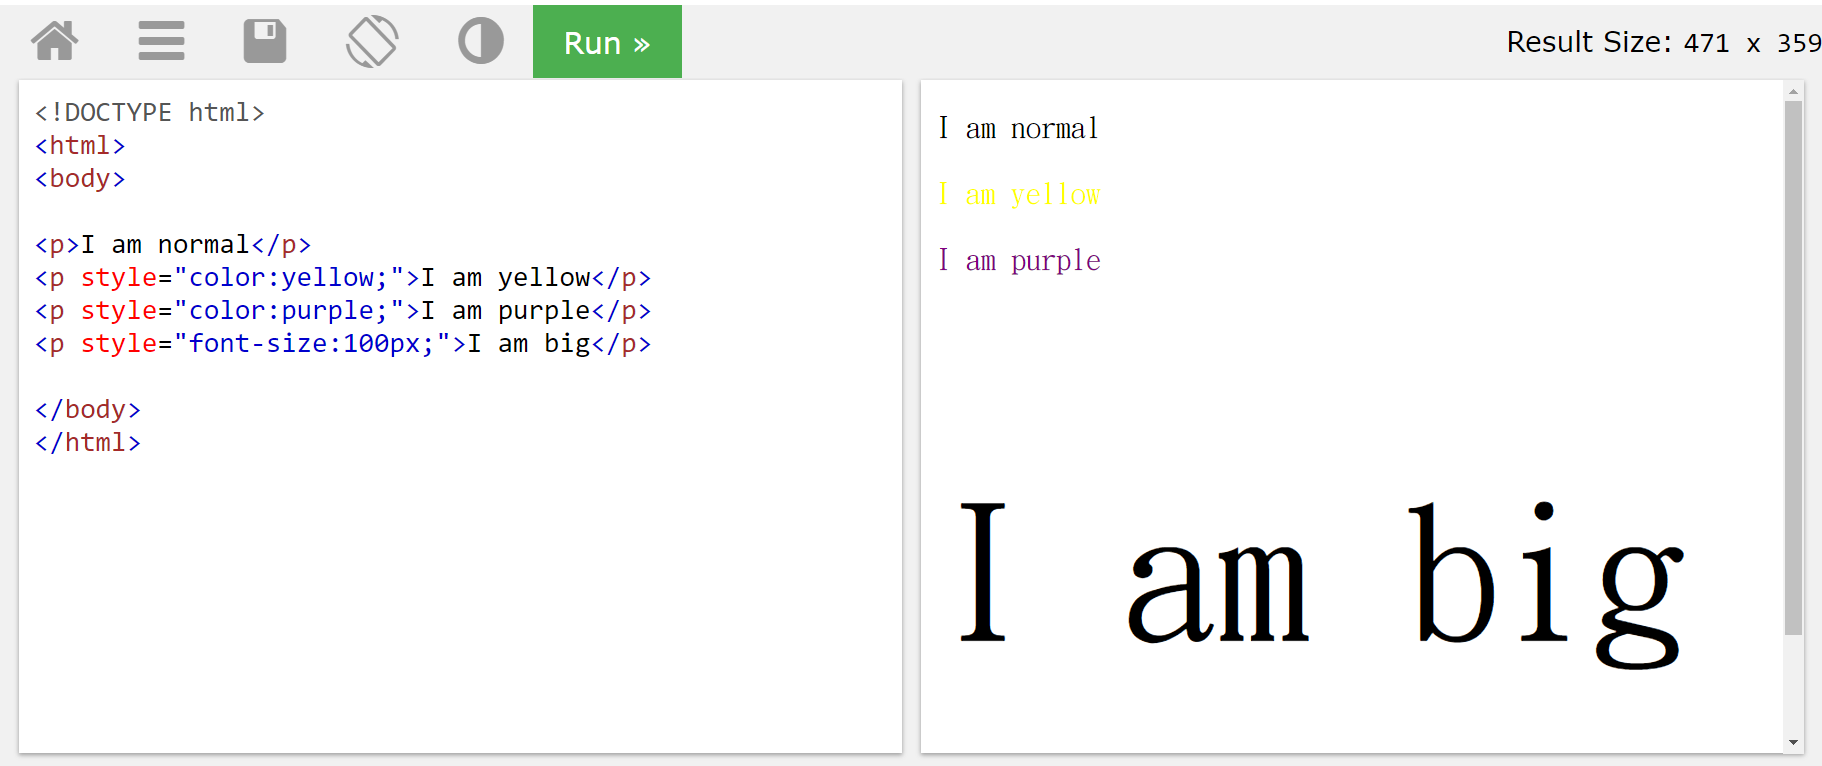 Run »
Result Size: 471 x 359
<!DOCTYPE html>
<html>
<body>
<p>I am normal</p>
<p style="color:yellow;">I am yellow</p>
<p style="color:purple;">I am purple</p>
<p style="font-size:100px;">I am big</p>
</body>
</html>
I am normal
I am yellow
I am purple
I am big